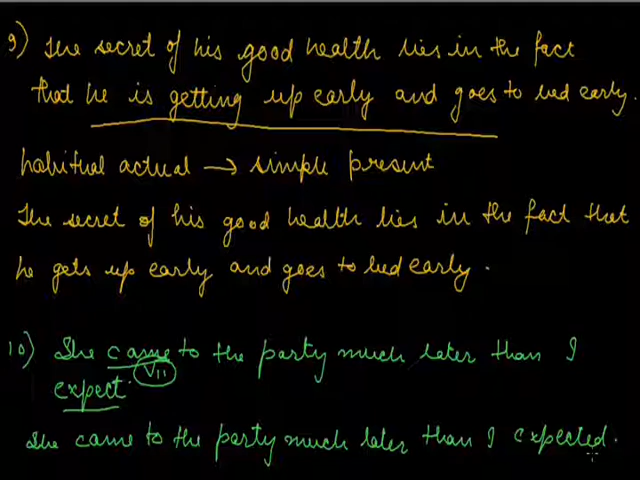 9) The secret of his good health lies in the fact
that he is getting up early and goes to bed early.
habitual actual → simple present
The secret of his good health lies in the fact that
he gets up early and goes to bed early.
10) She came to the party much later than I
expect. VII
She came to the party much later than I expected.